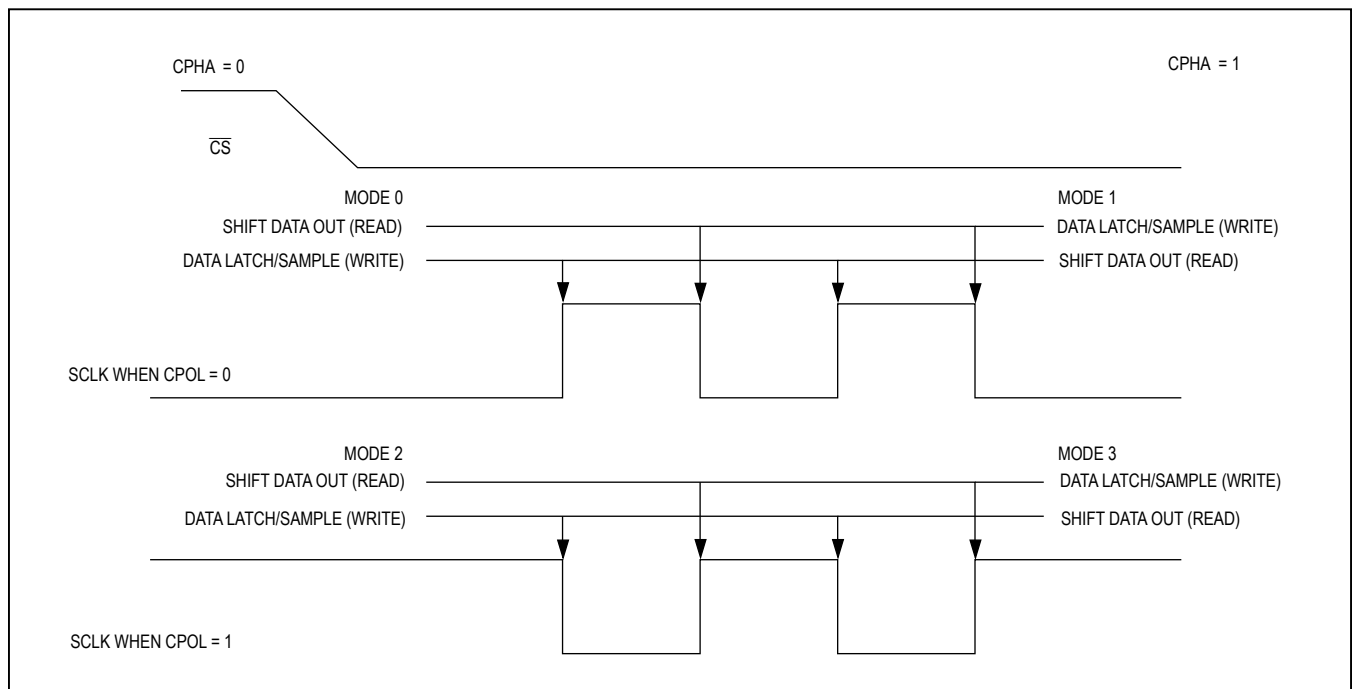 CPHA = 0
CPHA = 1
CS
MODE 0
MODE 1
SHIFT DATA OUT (READ)
DATA LATCH/SAMPLE (WRITE)
DATA LATCH/SAMPLE (WRITE)
SHIFT DATA OUT (READ)
SCLK WHEN CPOL = 0
MODE 2
MODE 3
SHIFT DATA OUT (READ)
DATA LATCH/SAMPLE (WRITE)
DATA LATCH/SAMPLE (WRITE)
SHIFT DATA OUT (READ)
SCLK WHEN CPOL = 1